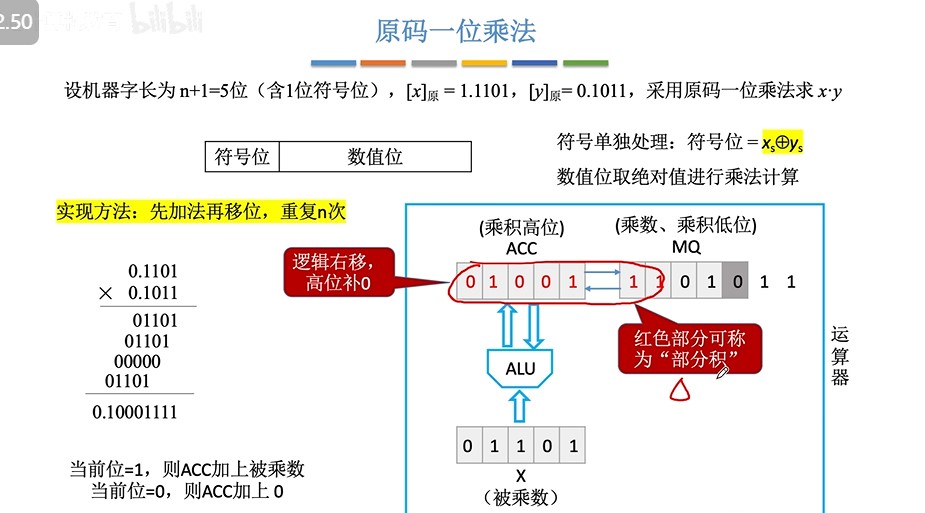 2.50
bilibili
原码一位乘法
设机器字长为 n+1=5位（含1位符号位），[x]原 = 1.1101，[y]原= 0.1011，采用原码一位乘法求 x·y
符号位 数值位
符号单独处理：符号位 = xs⊕ys
数值位取绝对值进行乘法计算
实现方法：先加法再移位，重复n次
(乘积高位) (乘数、乘积低位)
ACC MQ
逻辑右移，
高位补0
0 1 0 0 1 1 1 0 1 0 1 1
0.1101
× 0.1011
01101
01101
00000
01101
0.10001111
红色部分可称
为“部分积”
运算器
ALU
0 1 1 0 1
X
（被乘数）
当前位=1，则ACC加上被乘数
当前位=0，则ACC加上 0